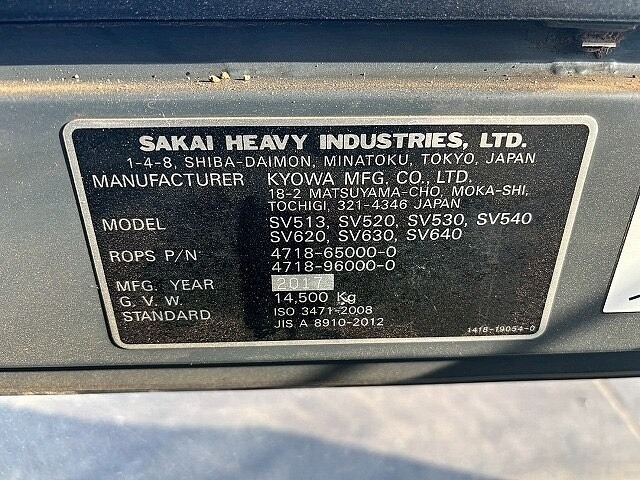 SAKAI HEAVY INDUSTRIES, LTD.
1-4-8, SHIBA-DAIMON, MINATOKU, TOKYO, JAPAN
MANUFACTURER KYOWA MFG. CO., LTD.
18-2 MATSUYAMA-CHO, MOKA-SHI,
TOCHIGI, 321-4346 JAPAN
MODEL SV513, SV520, SV530, SV540
SV620, SV630, SV640
ROPS P/N 4718-65000-0
4718-96000-0
MFG. YEAR 2017
G. V. W. 14,500 Kg
STANDARD ISO 3471-2008
JIS A 8910-2012
1418-19054-0